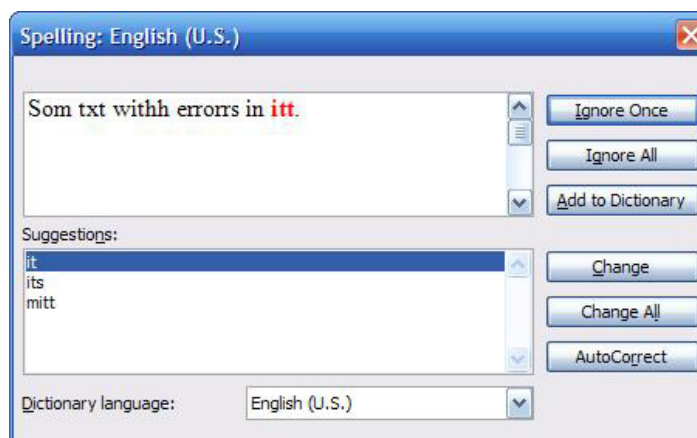 Spelling: English (U.S.)
Som txt withh errorrs in itt.
Ignore Once
Ignore All
Add to Dictionary
Suggestions:
it
its
mitt
Change
Change All
AutoCorrect
Dictionary language:
English (U.S.)